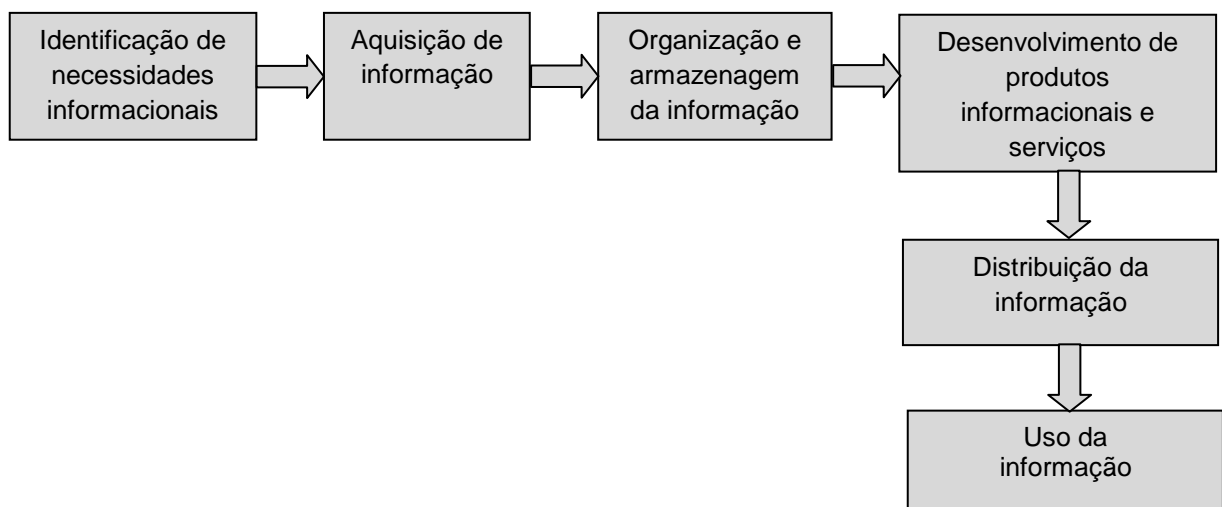 Identificação de
necessidades
informacionais
Aquisição de
informação
Organização e
armazenagem
da informação
Desenvolvimento de
produtos
informacionais e
serviços
Distribuição da
informação
Uso da
informação